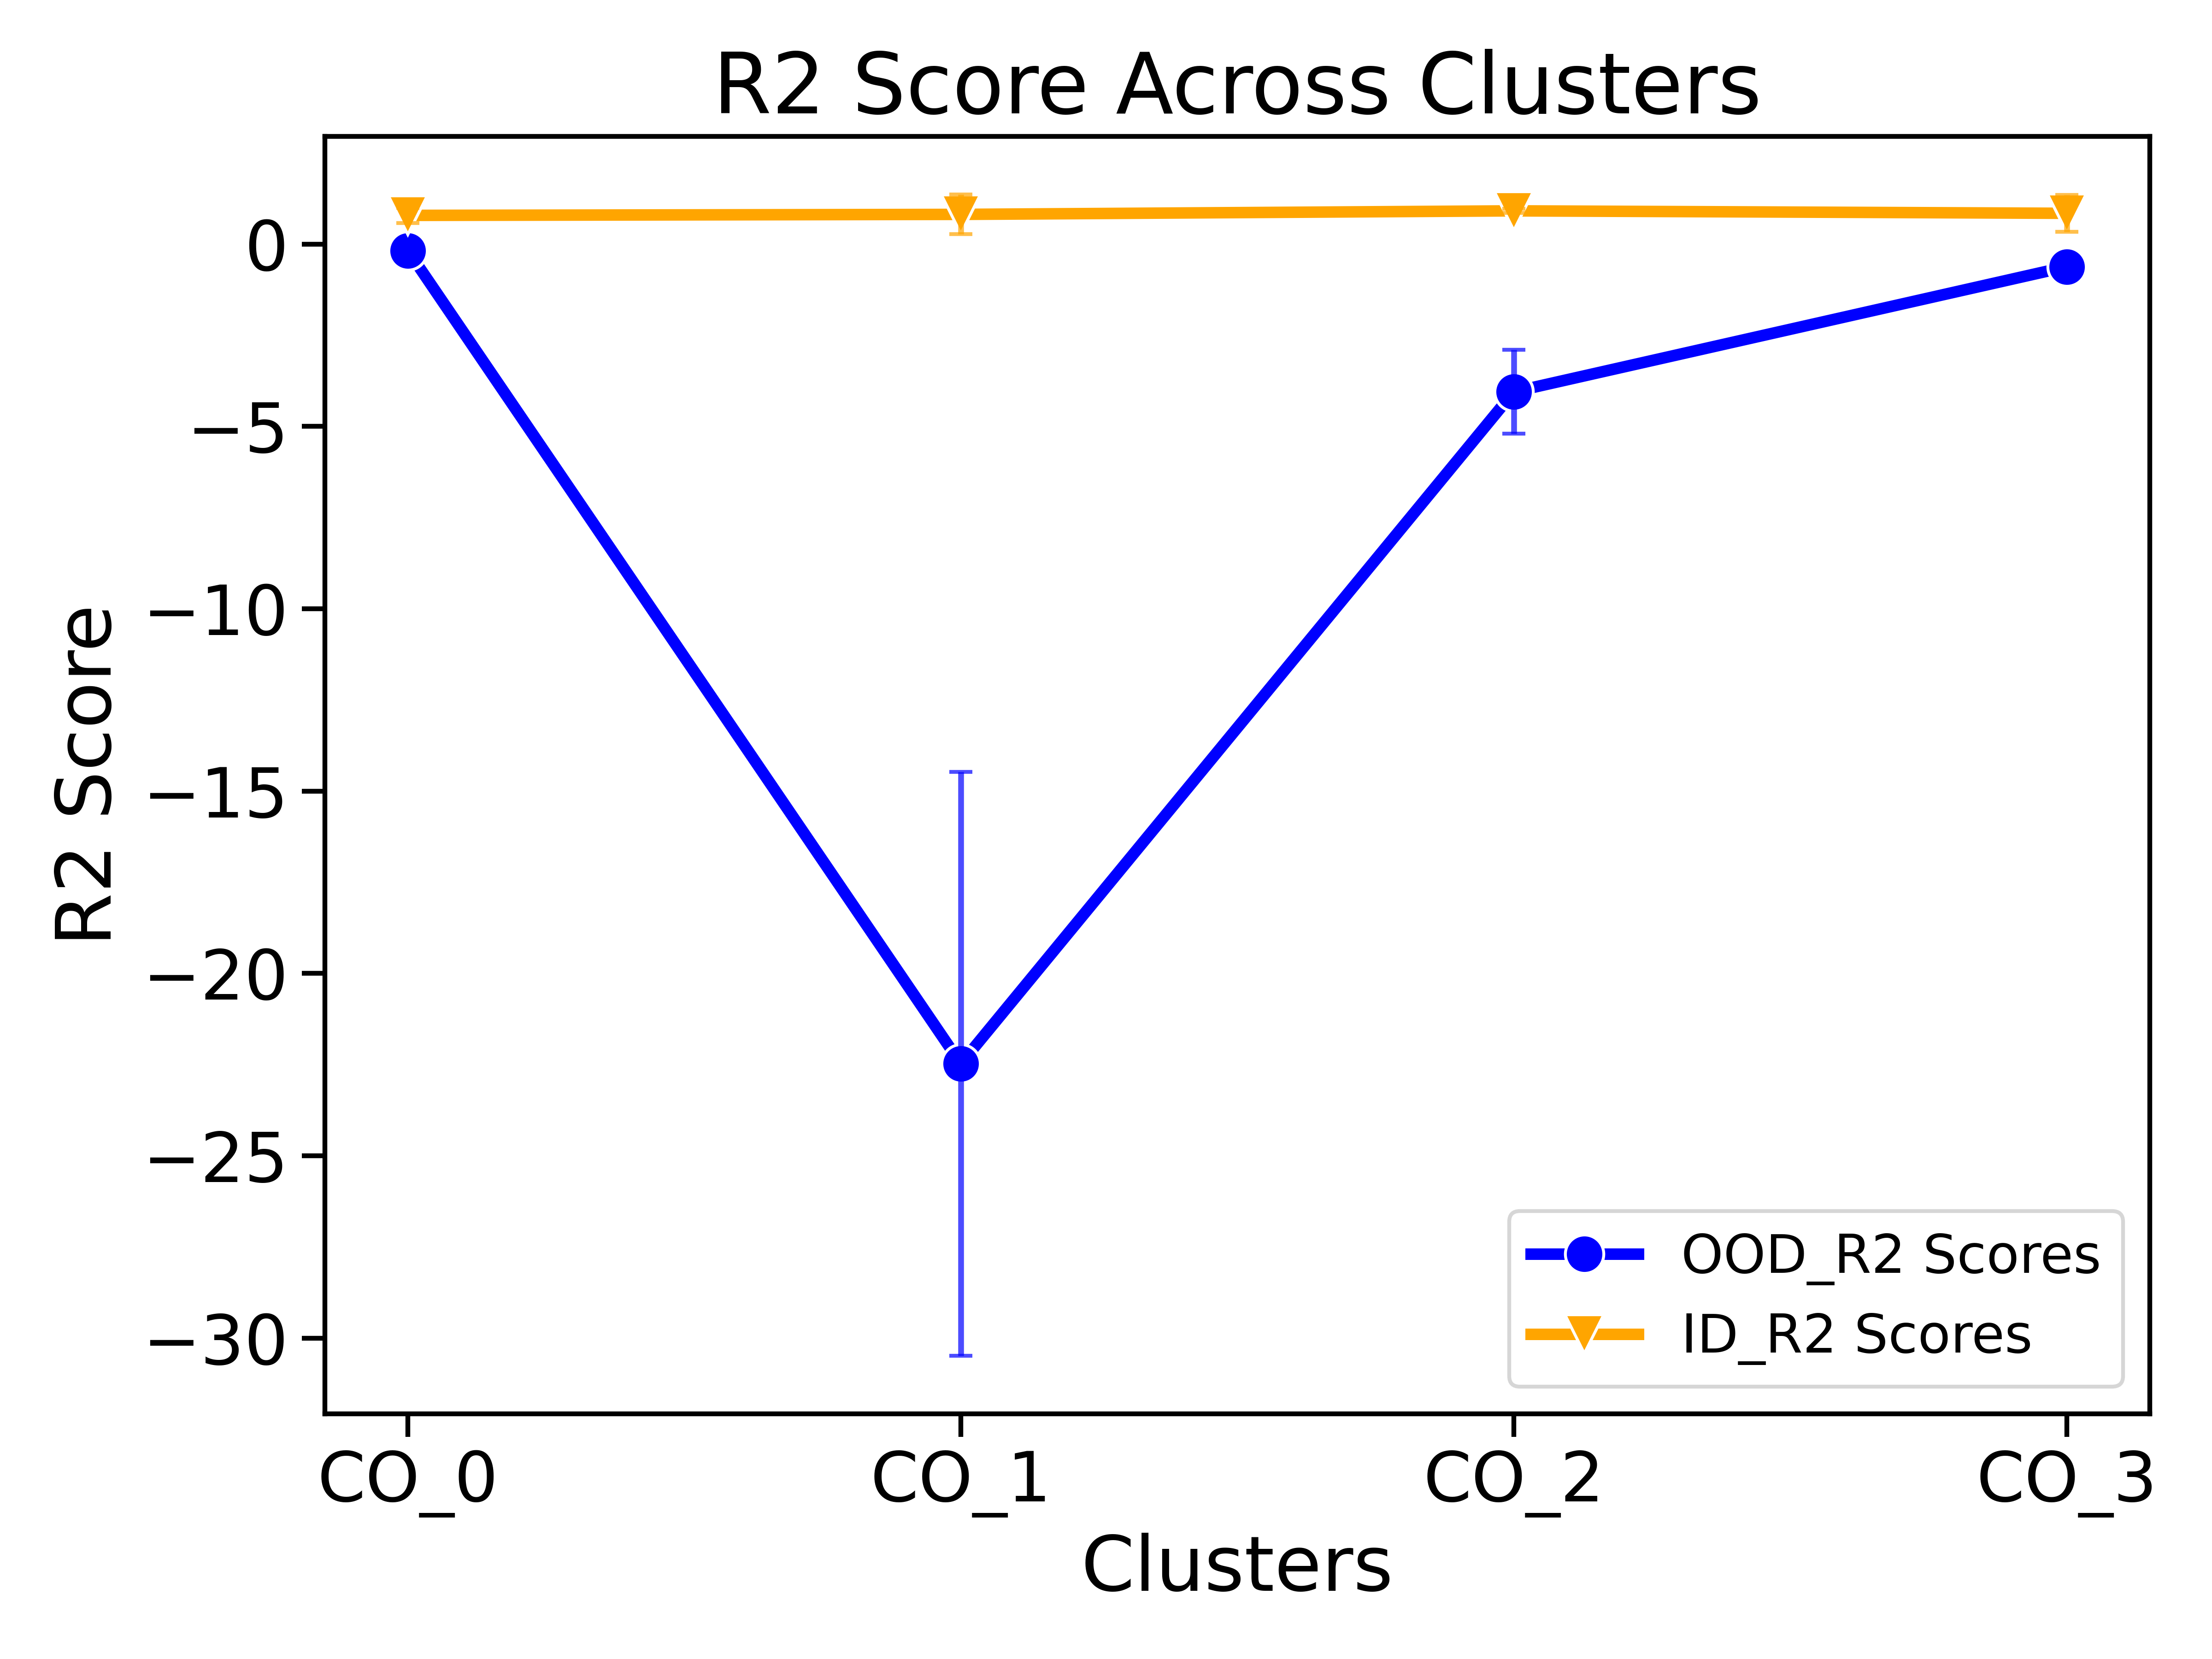 R2 Score Across Clusters
R2 Score
0
−5
−10
−15
−20
−25
−30
OOD_R2 Scores
ID_R2 Scores
CO_0 CO_1 CO_2 CO_3
Clusters